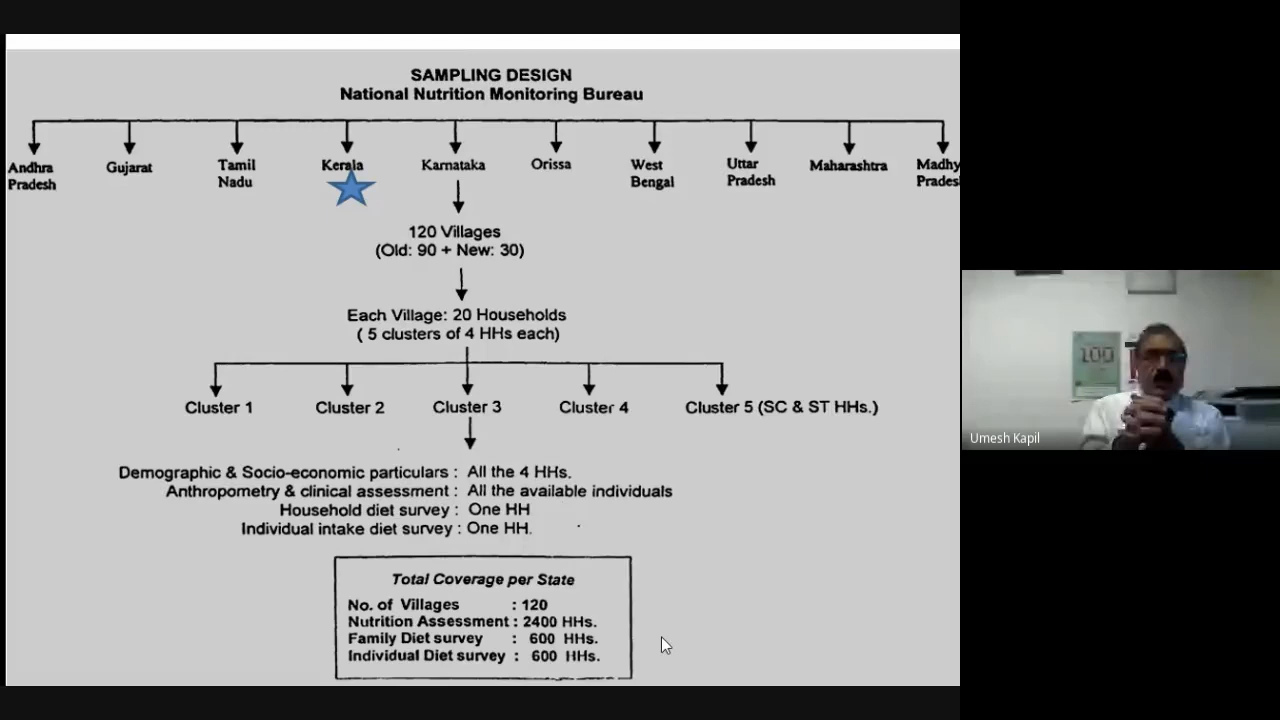 SAMPLING DESIGN
National Nutrition Monitoring Bureau
Andhra Pradesh
Gujarat
Tamil Nadu
Kerala
Karnataka
Orissa
West Bengal
Uttar Pradesh
Maharashtra
Madhy Prades
120 Villages
(Old: 90 + New: 30)
Each Village: 20 Households
( 5 clusters of 4 HHs each)
Cluster 1
Cluster 2
Cluster 3
Cluster 4
Cluster 5 (SC & ST HHs.)
Demographic & Socio-economic particulars : All the 4 HHs.
Anthropometry & clinical assessment : All the available individuals
Household diet survey : One HH
Individual intake diet survey : One HH.
Total Coverage per State
No. of Villages : 120
Nutrition Assessment : 2400 HHs.
Family Diet survey : 600 HHs.
Individual Diet survey : 600 HHs.
100
Umesh Kapil